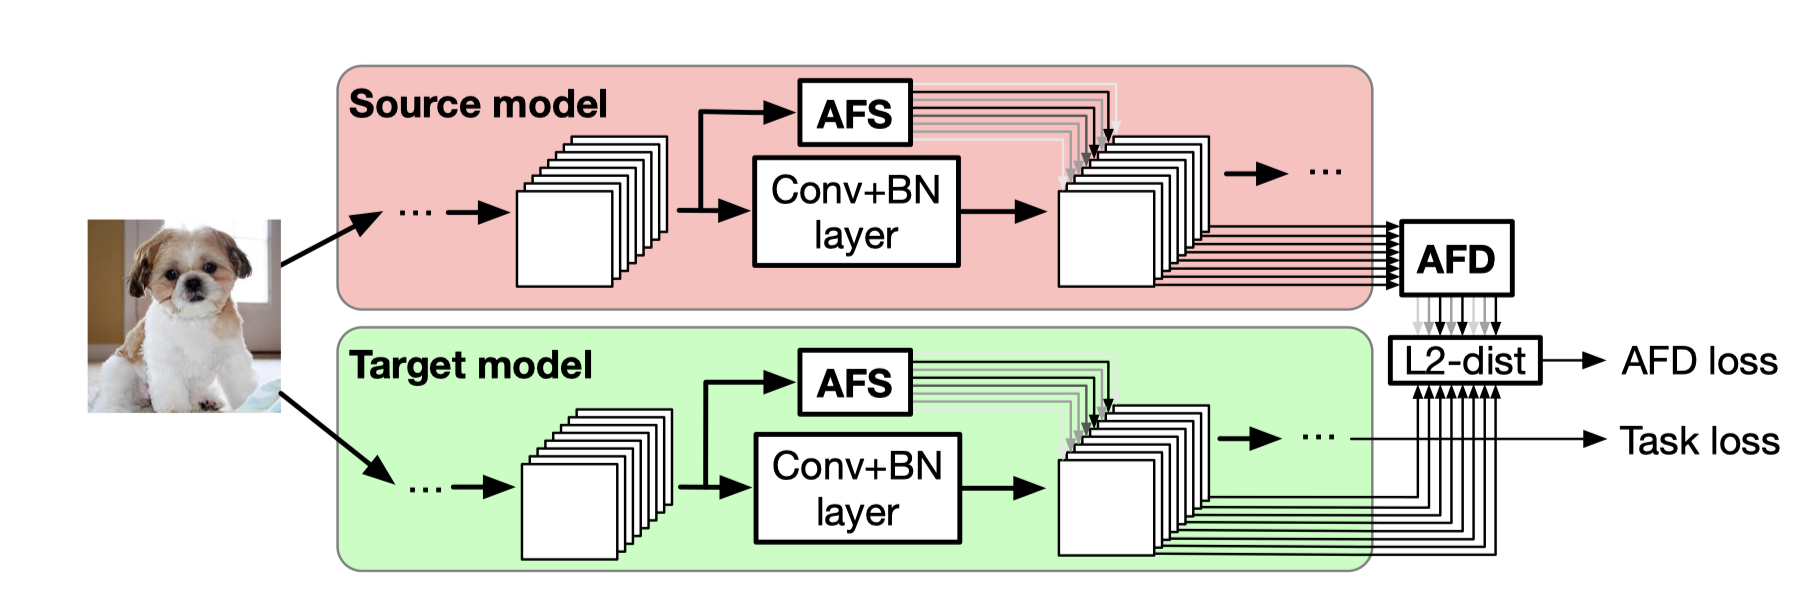 Source model
AFS
Conv+BN
layer
...
...
AFD
L2-dist
AFD loss
Target model
AFS
Conv+BN
layer
...
...
Task loss